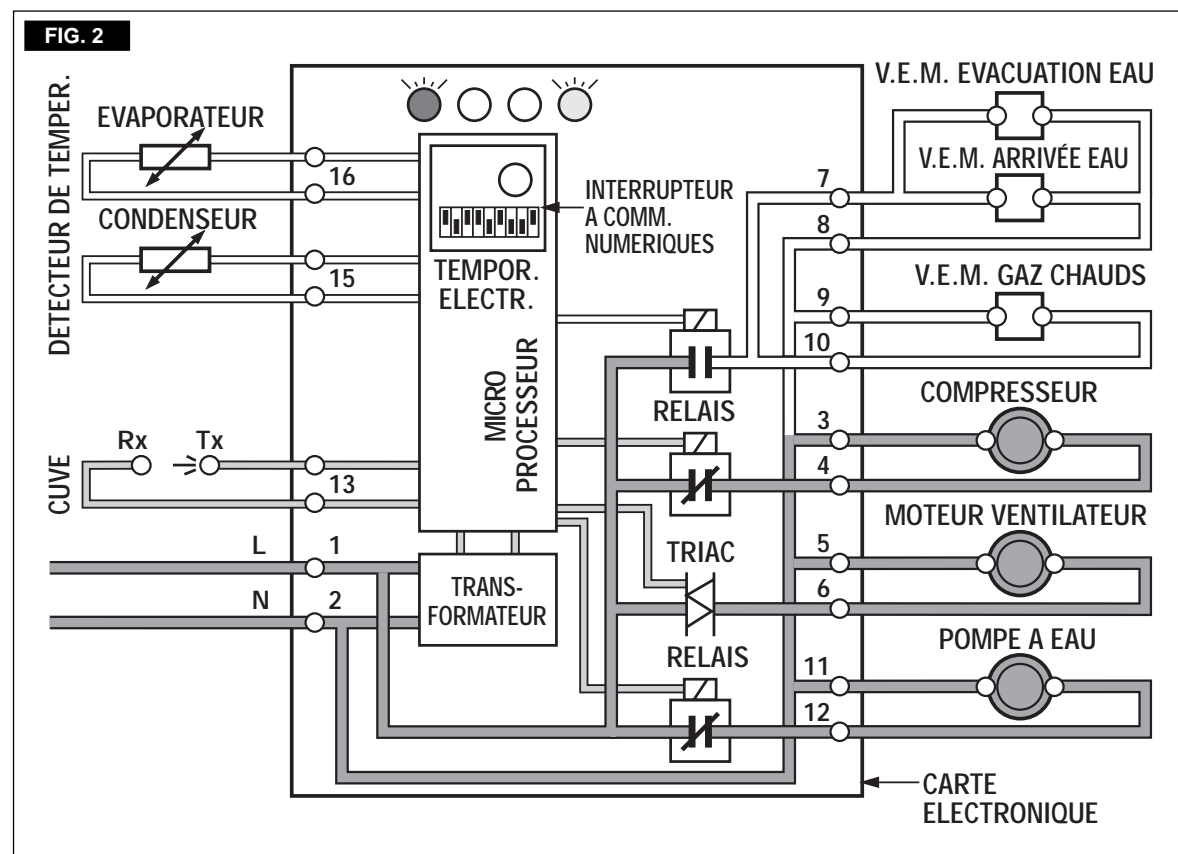 FIG. 2
DETECTEUR DE TEMPER.
EVAPORATEUR
16
CONDENSEUR
15
CUVE
Rx
Tx
13
L
1
N
2
INTERRUPTEUR
A COMM.
NUMERIQUES
TEMPOR.
ELECTR.
MICRO
PROCESSEUR
TRANS-
FORMATEUR
RELAIS
TRIAC
RELAIS
V.E.M. EVACUATION EAU
V.E.M. ARRIVÉE EAU
7
8
V.E.M. GAZ CHAUDS
9
10
COMPRESSEUR
3
4
MOTEUR VENTILATEUR
5
6
POMPE A EAU
11
12
CARTE
ELECTRONIQUE